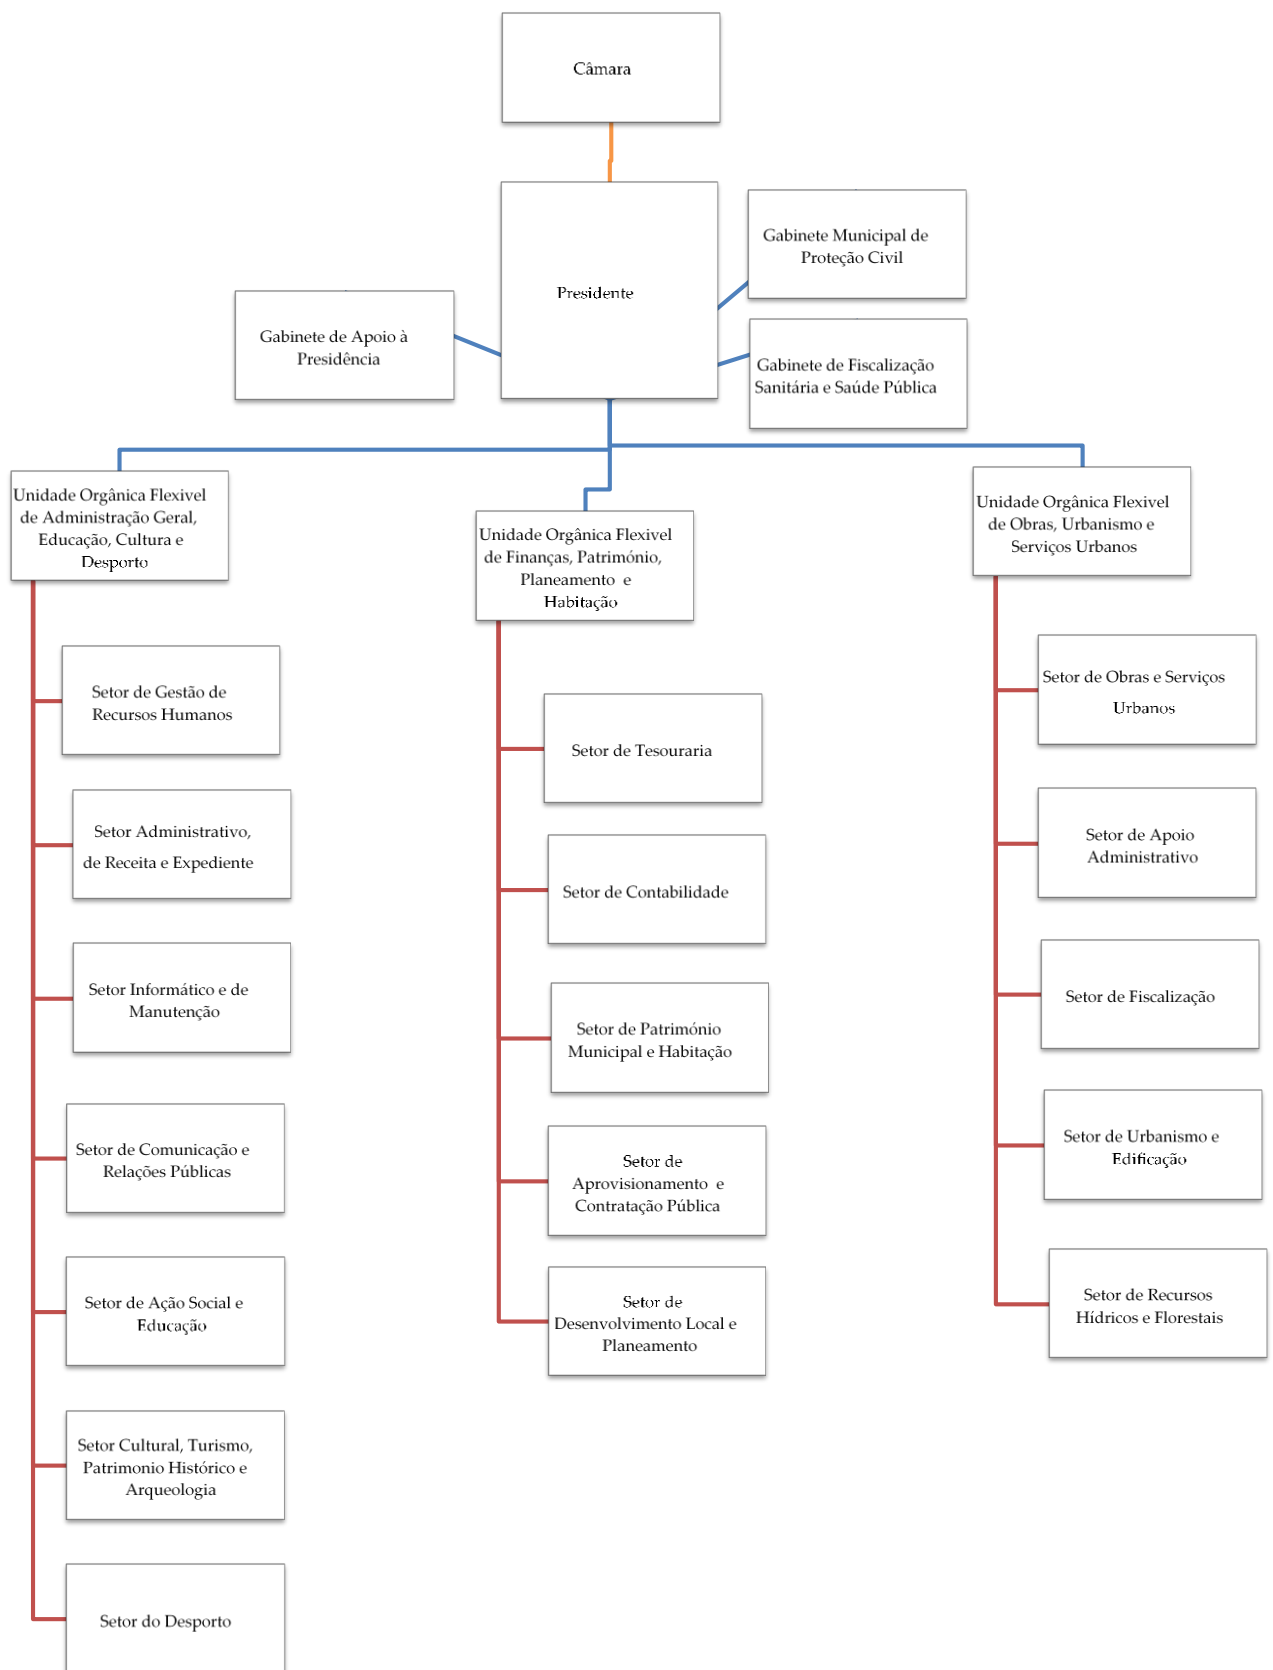 Câmara
Presidente
Gabinete Municipal de
Proteção Civil
Gabinete de Apoio à
Presidência
Gabinete de Fiscalização
Sanitária e Saúde Pública
Unidade Orgânica Flexivel
de Administração Geral,
Educação, Cultura e
Desporto
Setor de Gestão de
Recursos Humanos
Setor Administrativo,
de Receita e Expediente
Setor Informático e de
Manutenção
Setor de Comunicação e
Relações Públicas
Setor de Ação Social e
Educação
Setor Cultural, Turismo,
Patrimonio Histórico e
Arqueologia
Setor do Desporto
Unidade Orgânica Flexivel
de Finanças, Património,
Planeamento e
Habitação
Setor de Tesouraria
Setor de Contabilidade
Setor de Património
Municipal e Habitação
Setor de
Aprovisionamento e
Contratação Pública
Setor de
Desenvolvimento Local e
Planeamento
Unidade Orgânica Flexivel
de Obras, Urbanismo e
Serviços Urbanos
Setor de Obras e Serviços
Urbanos
Setor de Apoio
Administrativo
Setor de Fiscalização
Setor de Urbanismo e
Edificação
Setor de Recursos
Hídricos e Florestais